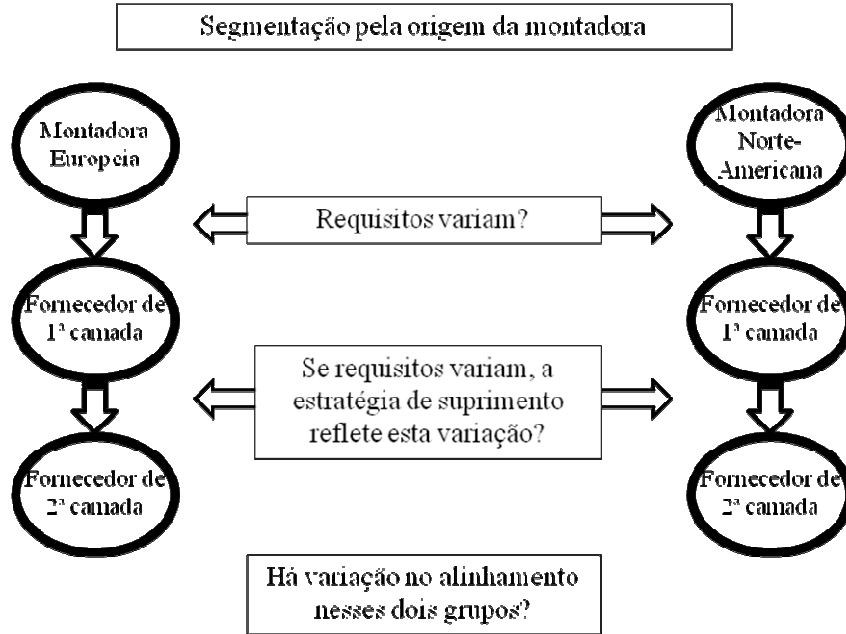 Segmentação pela origem da montadora
Montadora
Europeia
Montadora
Norte-
Americana
Requisitos variam?
Fornecedor de
1ª camada
Fornecedor de
1ª camada
Se requisitos variam, a
estratégia de suprimento
reflete esta variação?
Fornecedor de
2ª camada
Fornecedor de
2ª camada
Há variação no alinhamento
nesses dois grupos?